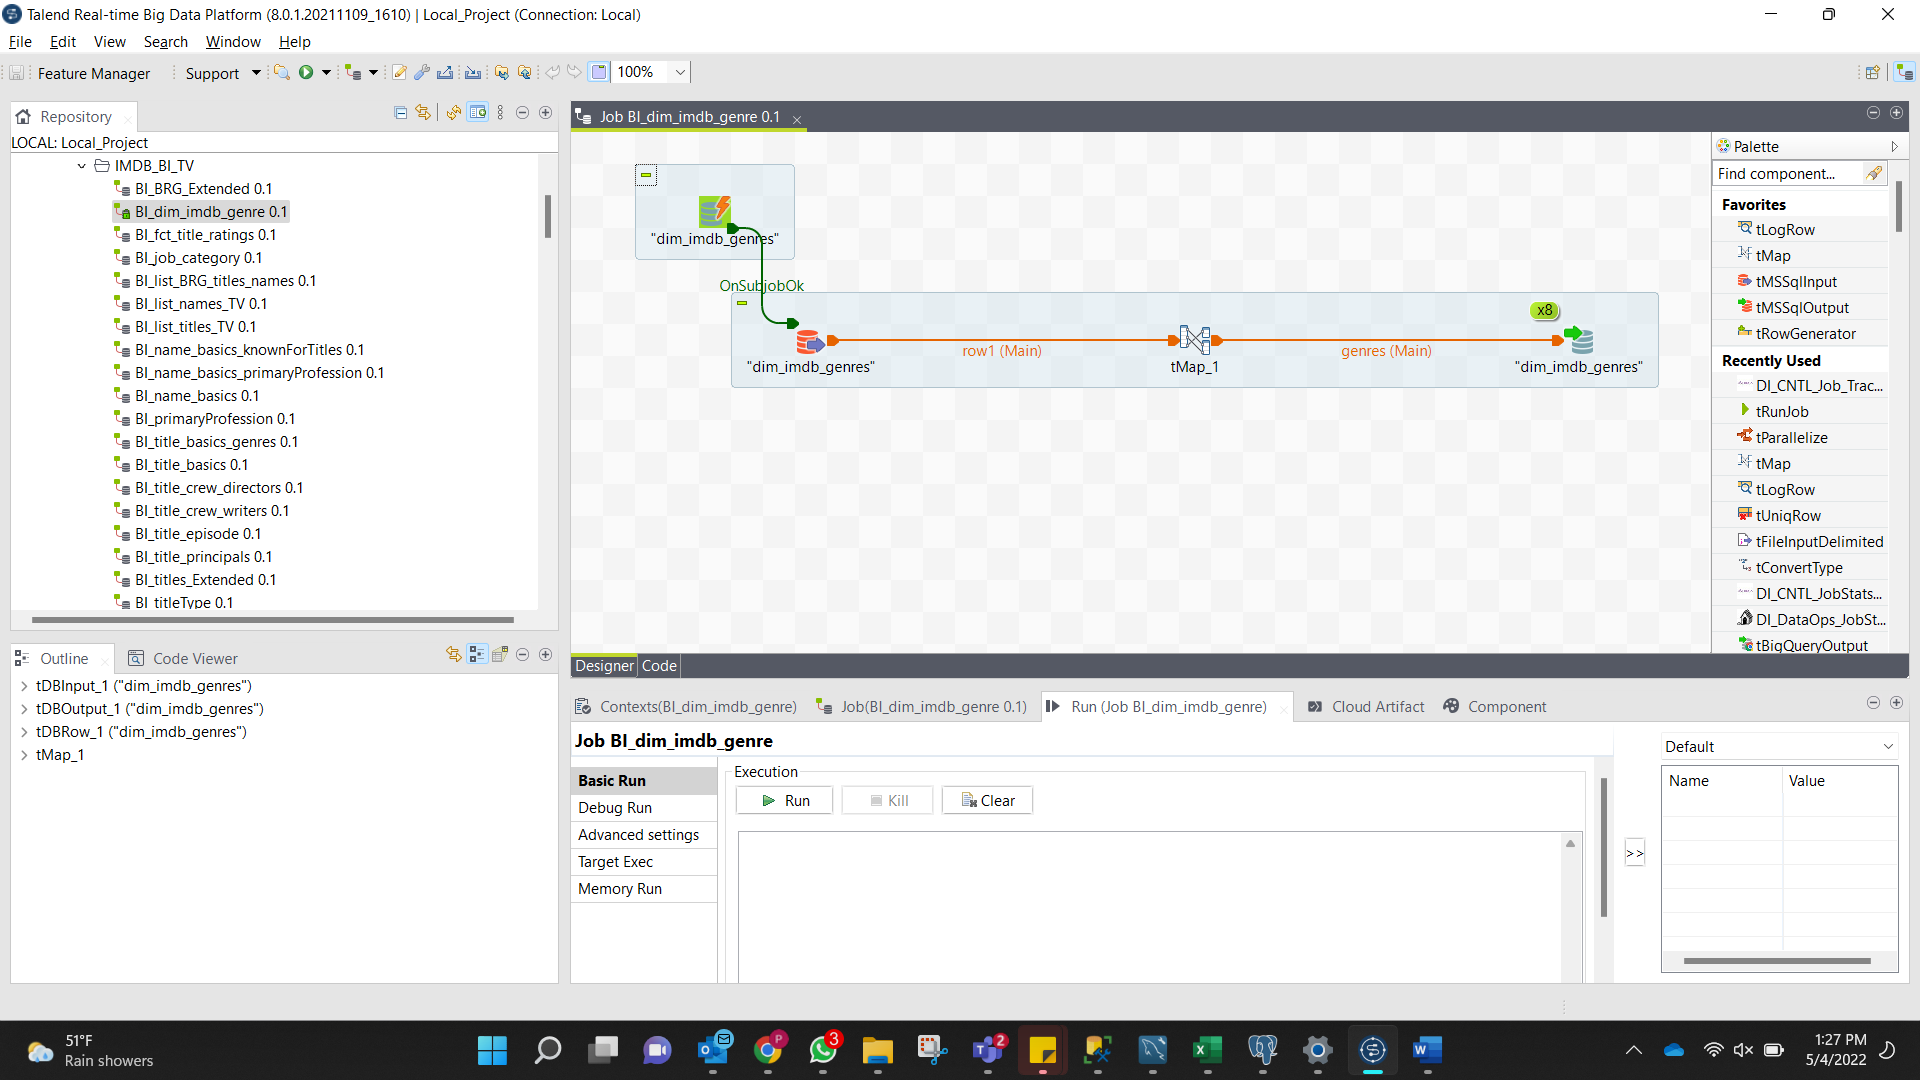 Talend Real-time Big Data Platform (8.0.1.20211109_1610) | Local_Project (Connection: Local)
File Edit View Search Window Help
Feature Manager Support 100%
Repository
LOCAL: Local_Project
IMDB_BI_TV
BI_BRG_Extended 0.1
BI_dim_imdb_genre 0.1
BI_fct_title_ratings 0.1
BI_job_category 0.1
BI_list_BRG_titles_names 0.1
BI_list_names_TV 0.1
BI_list_titles_TV 0.1
BI_name_basics_knownForTitles 0.1
BI_name_basics_primaryProfession 0.1
BI_name_basics 0.1
BI_primaryProfession 0.1
BI_title_basics_genres 0.1
BI_title_basics 0.1
BI_title_crew_directors 0.1
BI_title_crew_writers 0.1
BI_title_episode 0.1
BI_title_principals 0.1
BI_titles_Extended 0.1
BI_titleType 0.1
Outline Code Viewer
tDBInput_1 ("dim_imdb_genres")
tDBOutput_1 ("dim_imdb_genres")
tDBRow_1 ("dim_imdb_genres")
tMap_1
Job BI_dim_imdb_genre 0.1
"dim_imdb_genres"
OnSubjobOk
x8
row1 (Main)
genres (Main)
"dim_imdb_genres"
tMap_1
"dim_imdb_genres"
Designer Code
Palette
Find component...
Favorites
tLogRow
tMap
tMSSqlInput
tMSSqlOutput
tRowGenerator
Recently Used
DI_CNTL_Job_Trac...
tRunJob
tParallelize
tMap
tLogRow
tUniqRow
tFileInputDelimited
tConvertType
DI_CNTL_JobStats...
DI_DataOps_JobSt...
tBigQueryOutput
Contexts(BI_dim_imdb_genre) Job(BI_dim_imdb_genre 0.1) Run (Job BI_dim_imdb_genre) Cloud Artifact Component
Job BI_dim_imdb_genre
Basic Run
Debug Run
Advanced settings
Target Exec
Memory Run
Execution
Run Kill Clear
>>
Default
Name Value
51°F
Rain showers
P
3
2
1:27 PM
5/4/2022